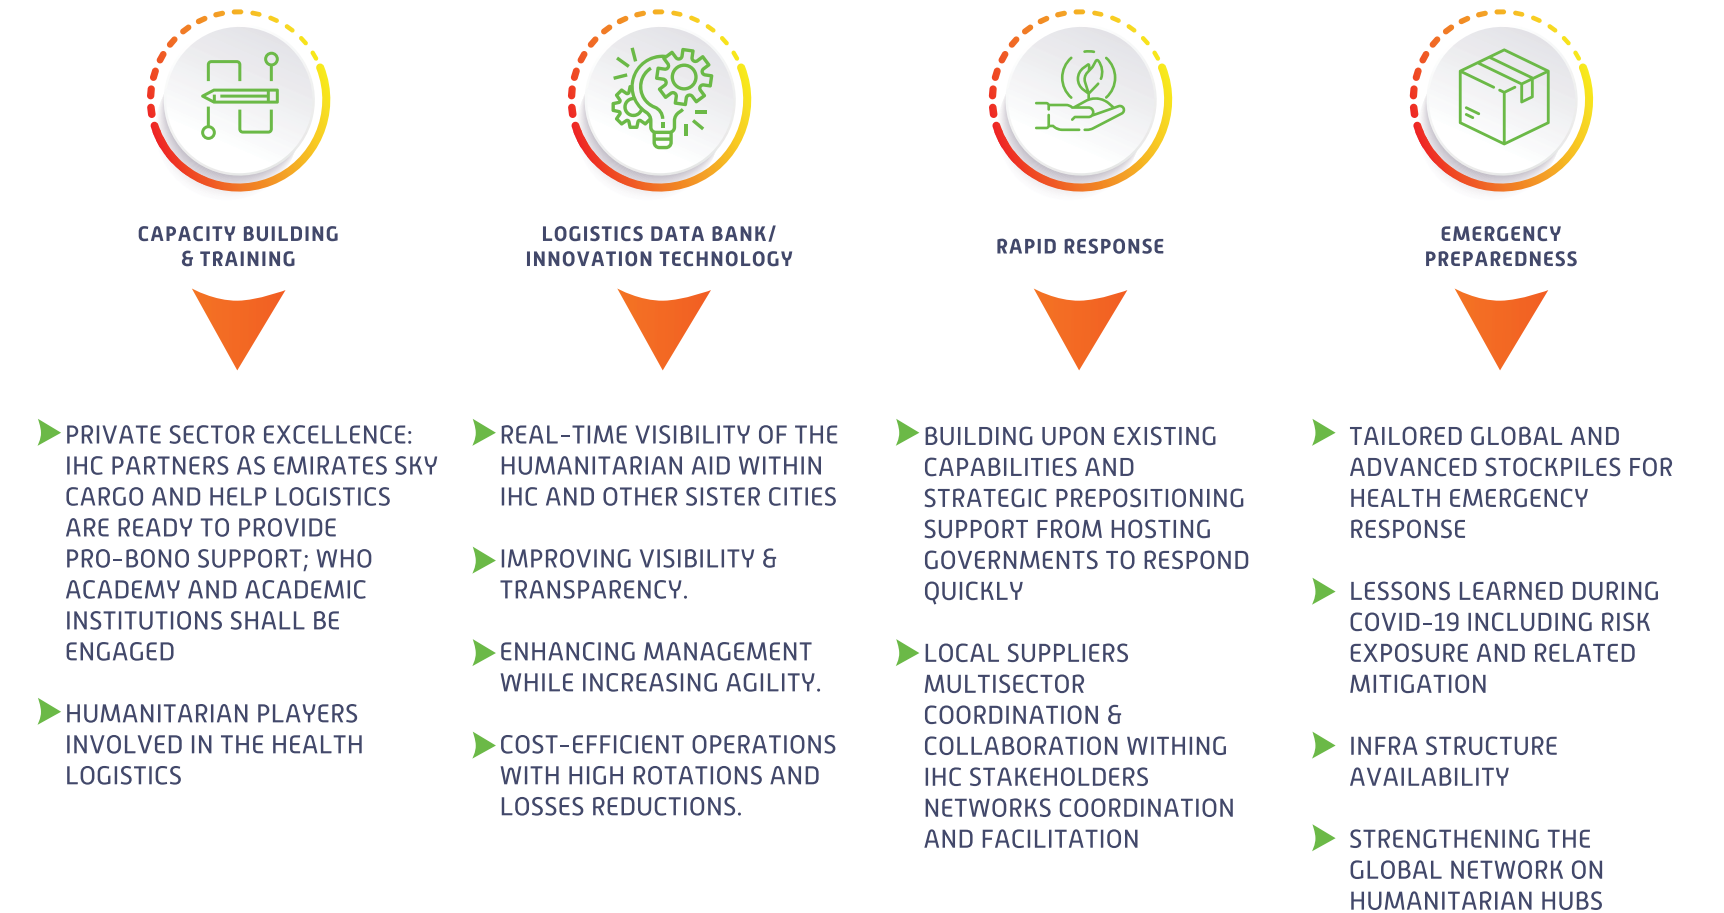 CAPACITY BUILDING
& TRAINING
PRIVATE SECTOR EXCELLENCE:
IHC PARTNERS AS EMIRATES SKY
CARGO AND HELP LOGISTICS
ARE READY TO PROVIDE
PRO-BONO SUPPORT; WHO
ACADEMY AND ACADEMIC
INSTITUTIONS SHALL BE
ENGAGED
HUMANITARIAN PLAYERS
INVOLVED IN THE HEALTH
LOGISTICS
LOGISTICS DATA BANK/
INNOVATION TECHNOLOGY
REAL-TIME VISIBILITY OF THE
HUMANITARIAN AID WITHIN
IHC AND OTHER SISTER CITIES
IMPROVING VISIBILITY &
TRANSPARENCY.
ENHANCING MANAGEMENT
WHILE INCREASING AGILITY.
COST-EFFICIENT OPERATIONS
WITH HIGH ROTATIONS AND
LOSSES REDUCTIONS.
RAPID RESPONSE
BUILDING UPON EXISTING
CAPABILITIES AND
STRATEGIC PREPOSITIONING
SUPPORT FROM HOSTING
GOVERNMENTS TO RESPOND
QUICKLY
LOCAL SUPPLIERS
MULTISECTOR
COORDINATION &
COLLABORATION WITHING
IHC STAKEHOLDERS
NETWORKS COORDINATION
AND FACILITATION
EMERGENCY
PREPAREDNESS
TAILORED GLOBAL AND
ADVANCED STOCKPILES FOR
HEALTH EMERGENCY
RESPONSE
LESSONS LEARNED DURING
COVID-19 INCLUDING RISK
EXPOSURE AND RELATED
MITIGATION
INFRA STRUCTURE
AVAILABILITY
STRENGTHENING THE
GLOBAL NETWORK ON
HUMANITARIAN HUBS